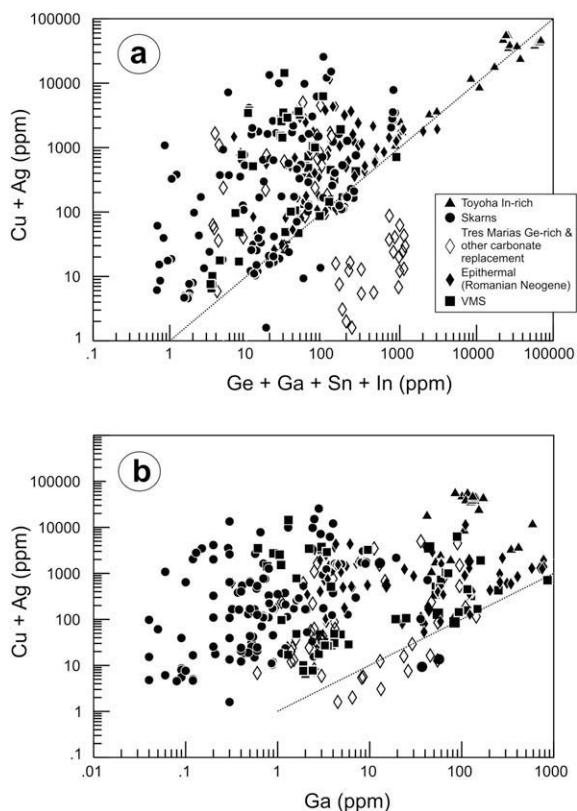 a
100000
10000
1000
100
10
1
Cu + Ag (ppm)
.1
1
10
100
1000
10000
100000
Ge + Ga + Sn + In (ppm)
Toyoha In-rich
Skarns
Tres Marias Ge-rich &
other carbonate
replacement
Epithermal
(Romanian Neogene)
VMS
b
100000
10000
1000
100
10
1
.1
Cu + Ag (ppm)
.01
.1
1
10
100
1000
Ga (ppm)